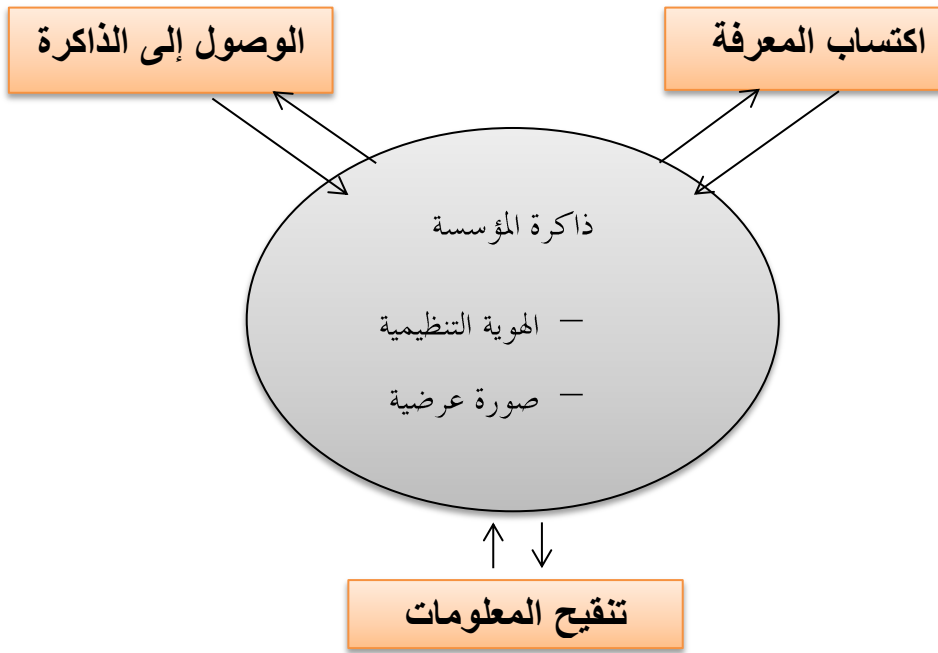 اكتساب المعرفة
الوصول إلى الذاكرة
ذاكرة المؤسسة
– الهوية التنظيمية
– صورة عرضية
تنقيح المعلومات